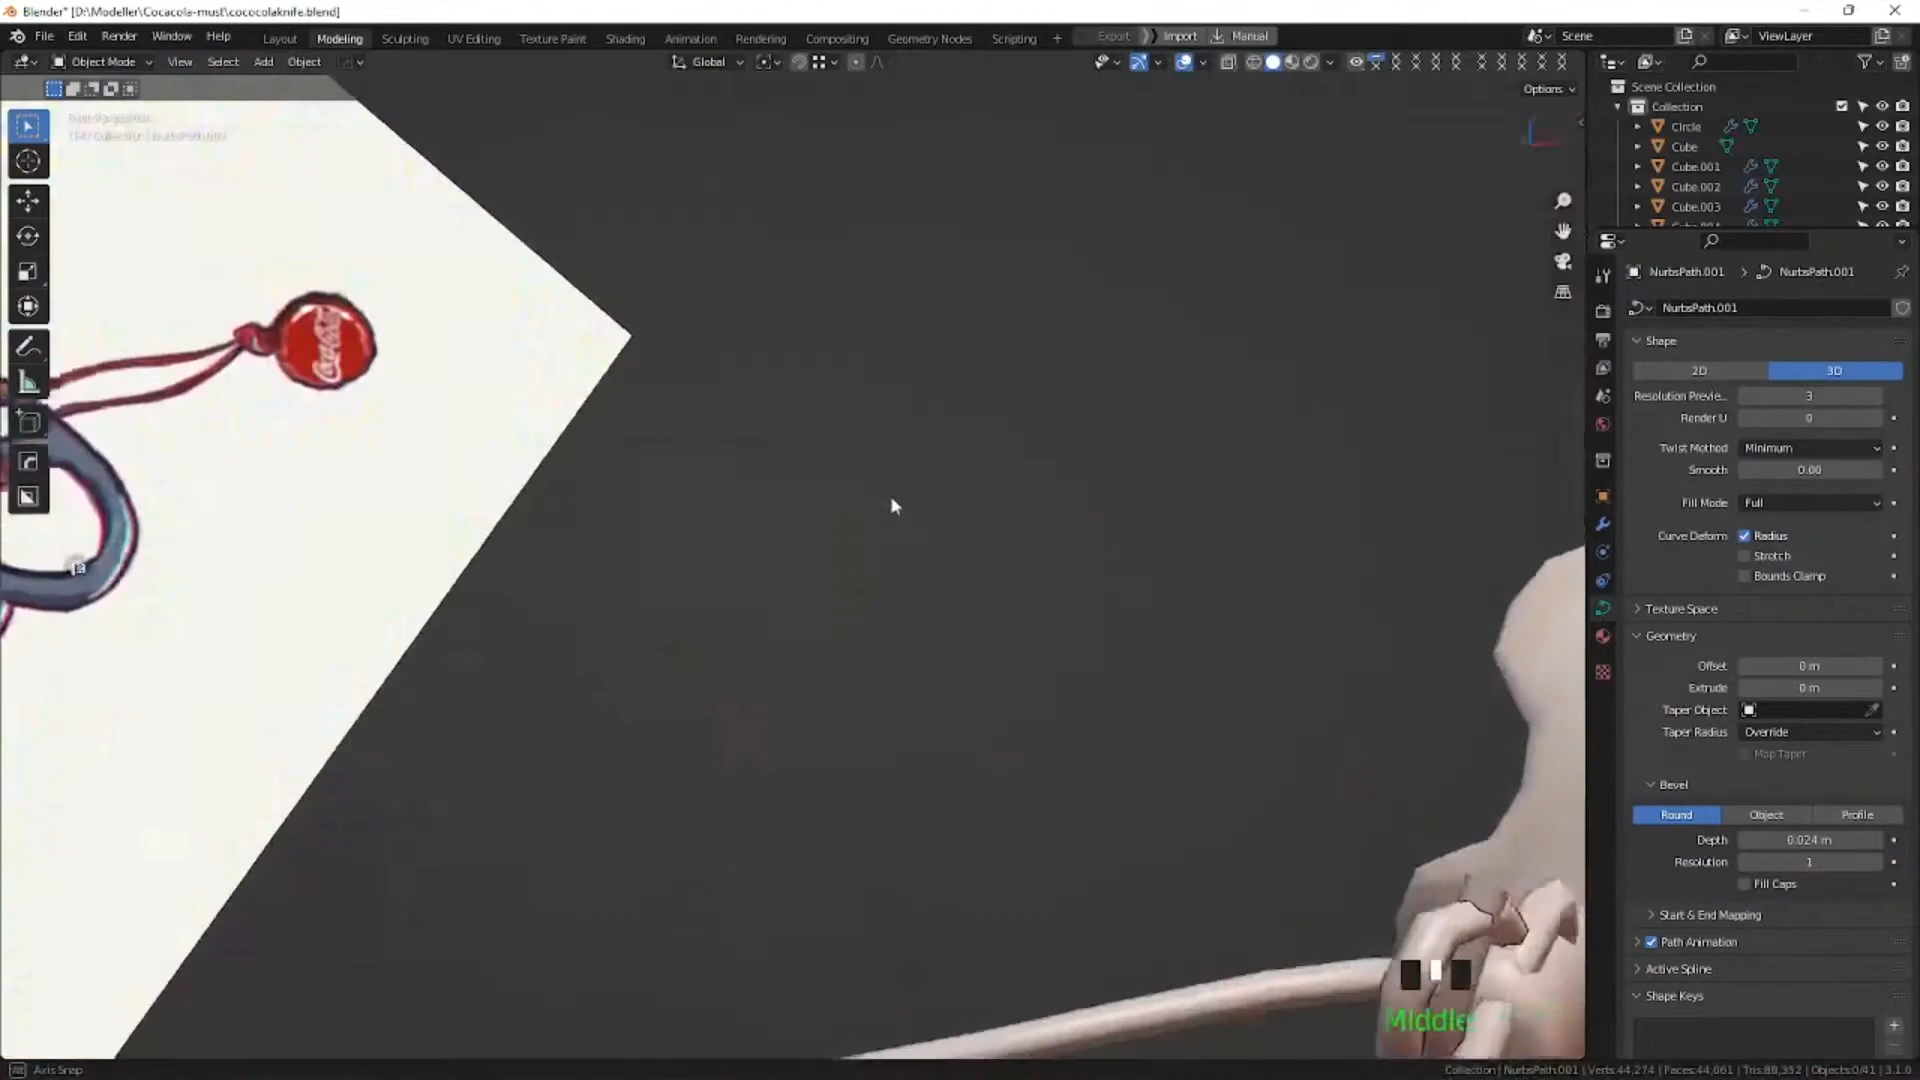 Blender* [D:\Modeller\Cocacola-must\cococolaknife.blend]
File Edit Render Window Help
Layout Modeling Sculpting UV Editing Texture Paint Shading Animation Rendering Compositing Geometry Nodes Scripting +
Export Import Manual
Scene
ViewLayer
Object Mode View Select Add Object
Global
Options
Scene Collection
Collection
Circle
Cube
Cube.001
Cube.002
Cube.003
NurbsPath.001 > NurbsPath.001
NurbsPath.001
Shape
2D 3D
Resolution Previe... 3
Render U 0
Twist Method Minimum
Smooth 0.00
Fill Mode Full
Curve Deform Radius
Stretch
Bounds Clamp
Texture Space
Geometry
Offset 0 m
Extrude 0 m
Taper Object
Taper Radius Override
Map Taper
Bevel
Round Object Profile
Depth 0.024 m
Resolution 1
Fill Caps
Start & End Mapping
Path Animation
Active Spline
Shape Keys
Coca-Cola
Middle
Axis Snap
Collection | NurbsPath.001 | Verts:44,274 | Faces:44,061 | Tris:88,352 | Objects:0/41 | 3.1.0